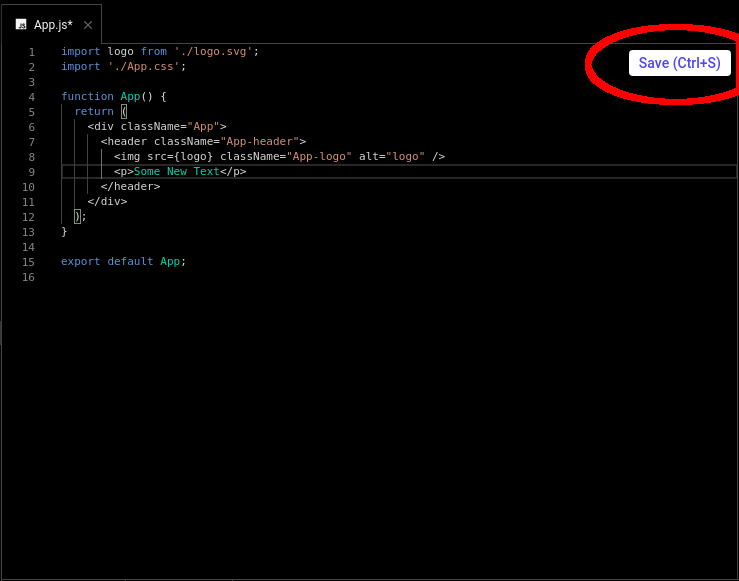 App.js*
Save (Ctrl+S)
1 import logo from './logo.svg';
2 import './App.css';
3
4 function App() {
5   return (
6     <div className="App">
7       <header className="App-header">
8         <img src={logo} className="App-logo" alt="logo" />
9         <p>Some New Text</p>
10       </header>
11     </div>
12   );
13 }
14
15 export default App;
16